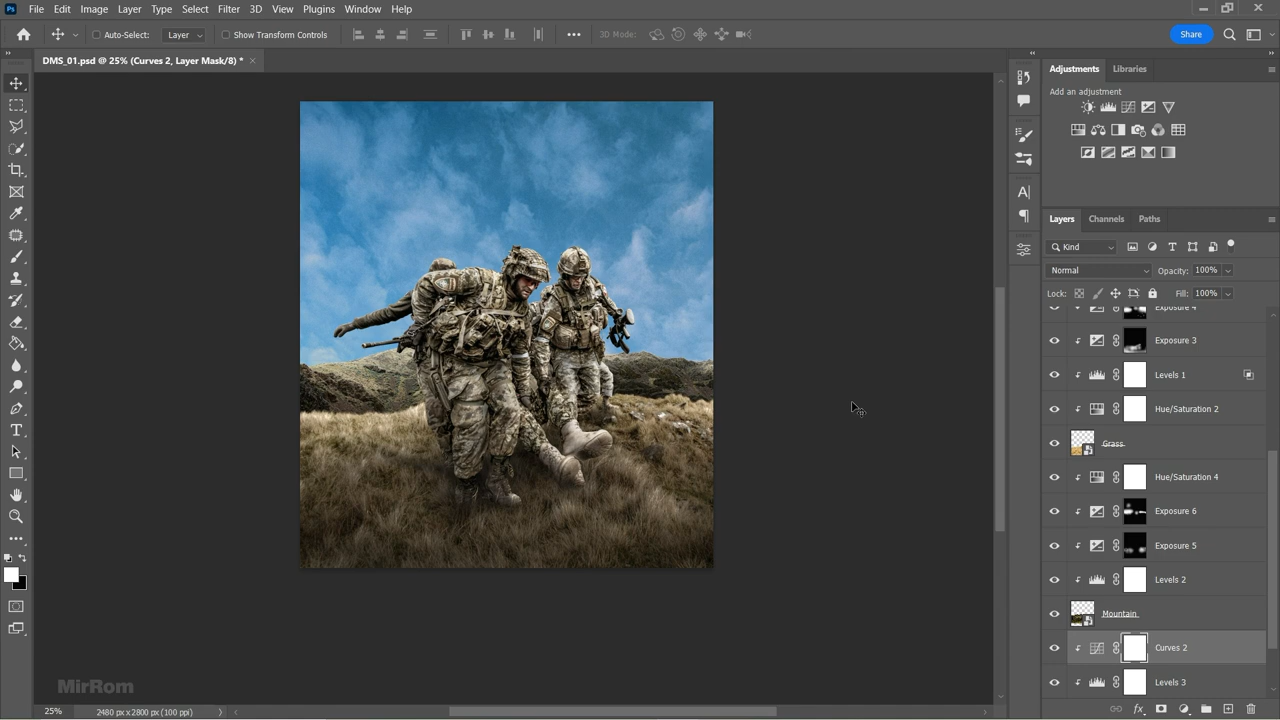 File Edit Image Layer Type Select Filter 3D View Plugins Window Help
Auto-Select: Layer Show Transform Controls 3D Mode: Share
DMS_01.psd @ 25% (Curves 2, Layer Mask/8) *
Adjustments Libraries
Add an adjustment
Layers Channels Paths
Kind
Normal Opacity: 100%
Lock: Fill: 100%
Exposure 4
Exposure 3
Levels 1
Hue/Saturation 2
Grass
Hue/Saturation 4
Exposure 6
Exposure 5
Levels 2
Mountain
Curves 2
Levels 3
MirRom
25% 2480 px x 2800 px (100 ppi)